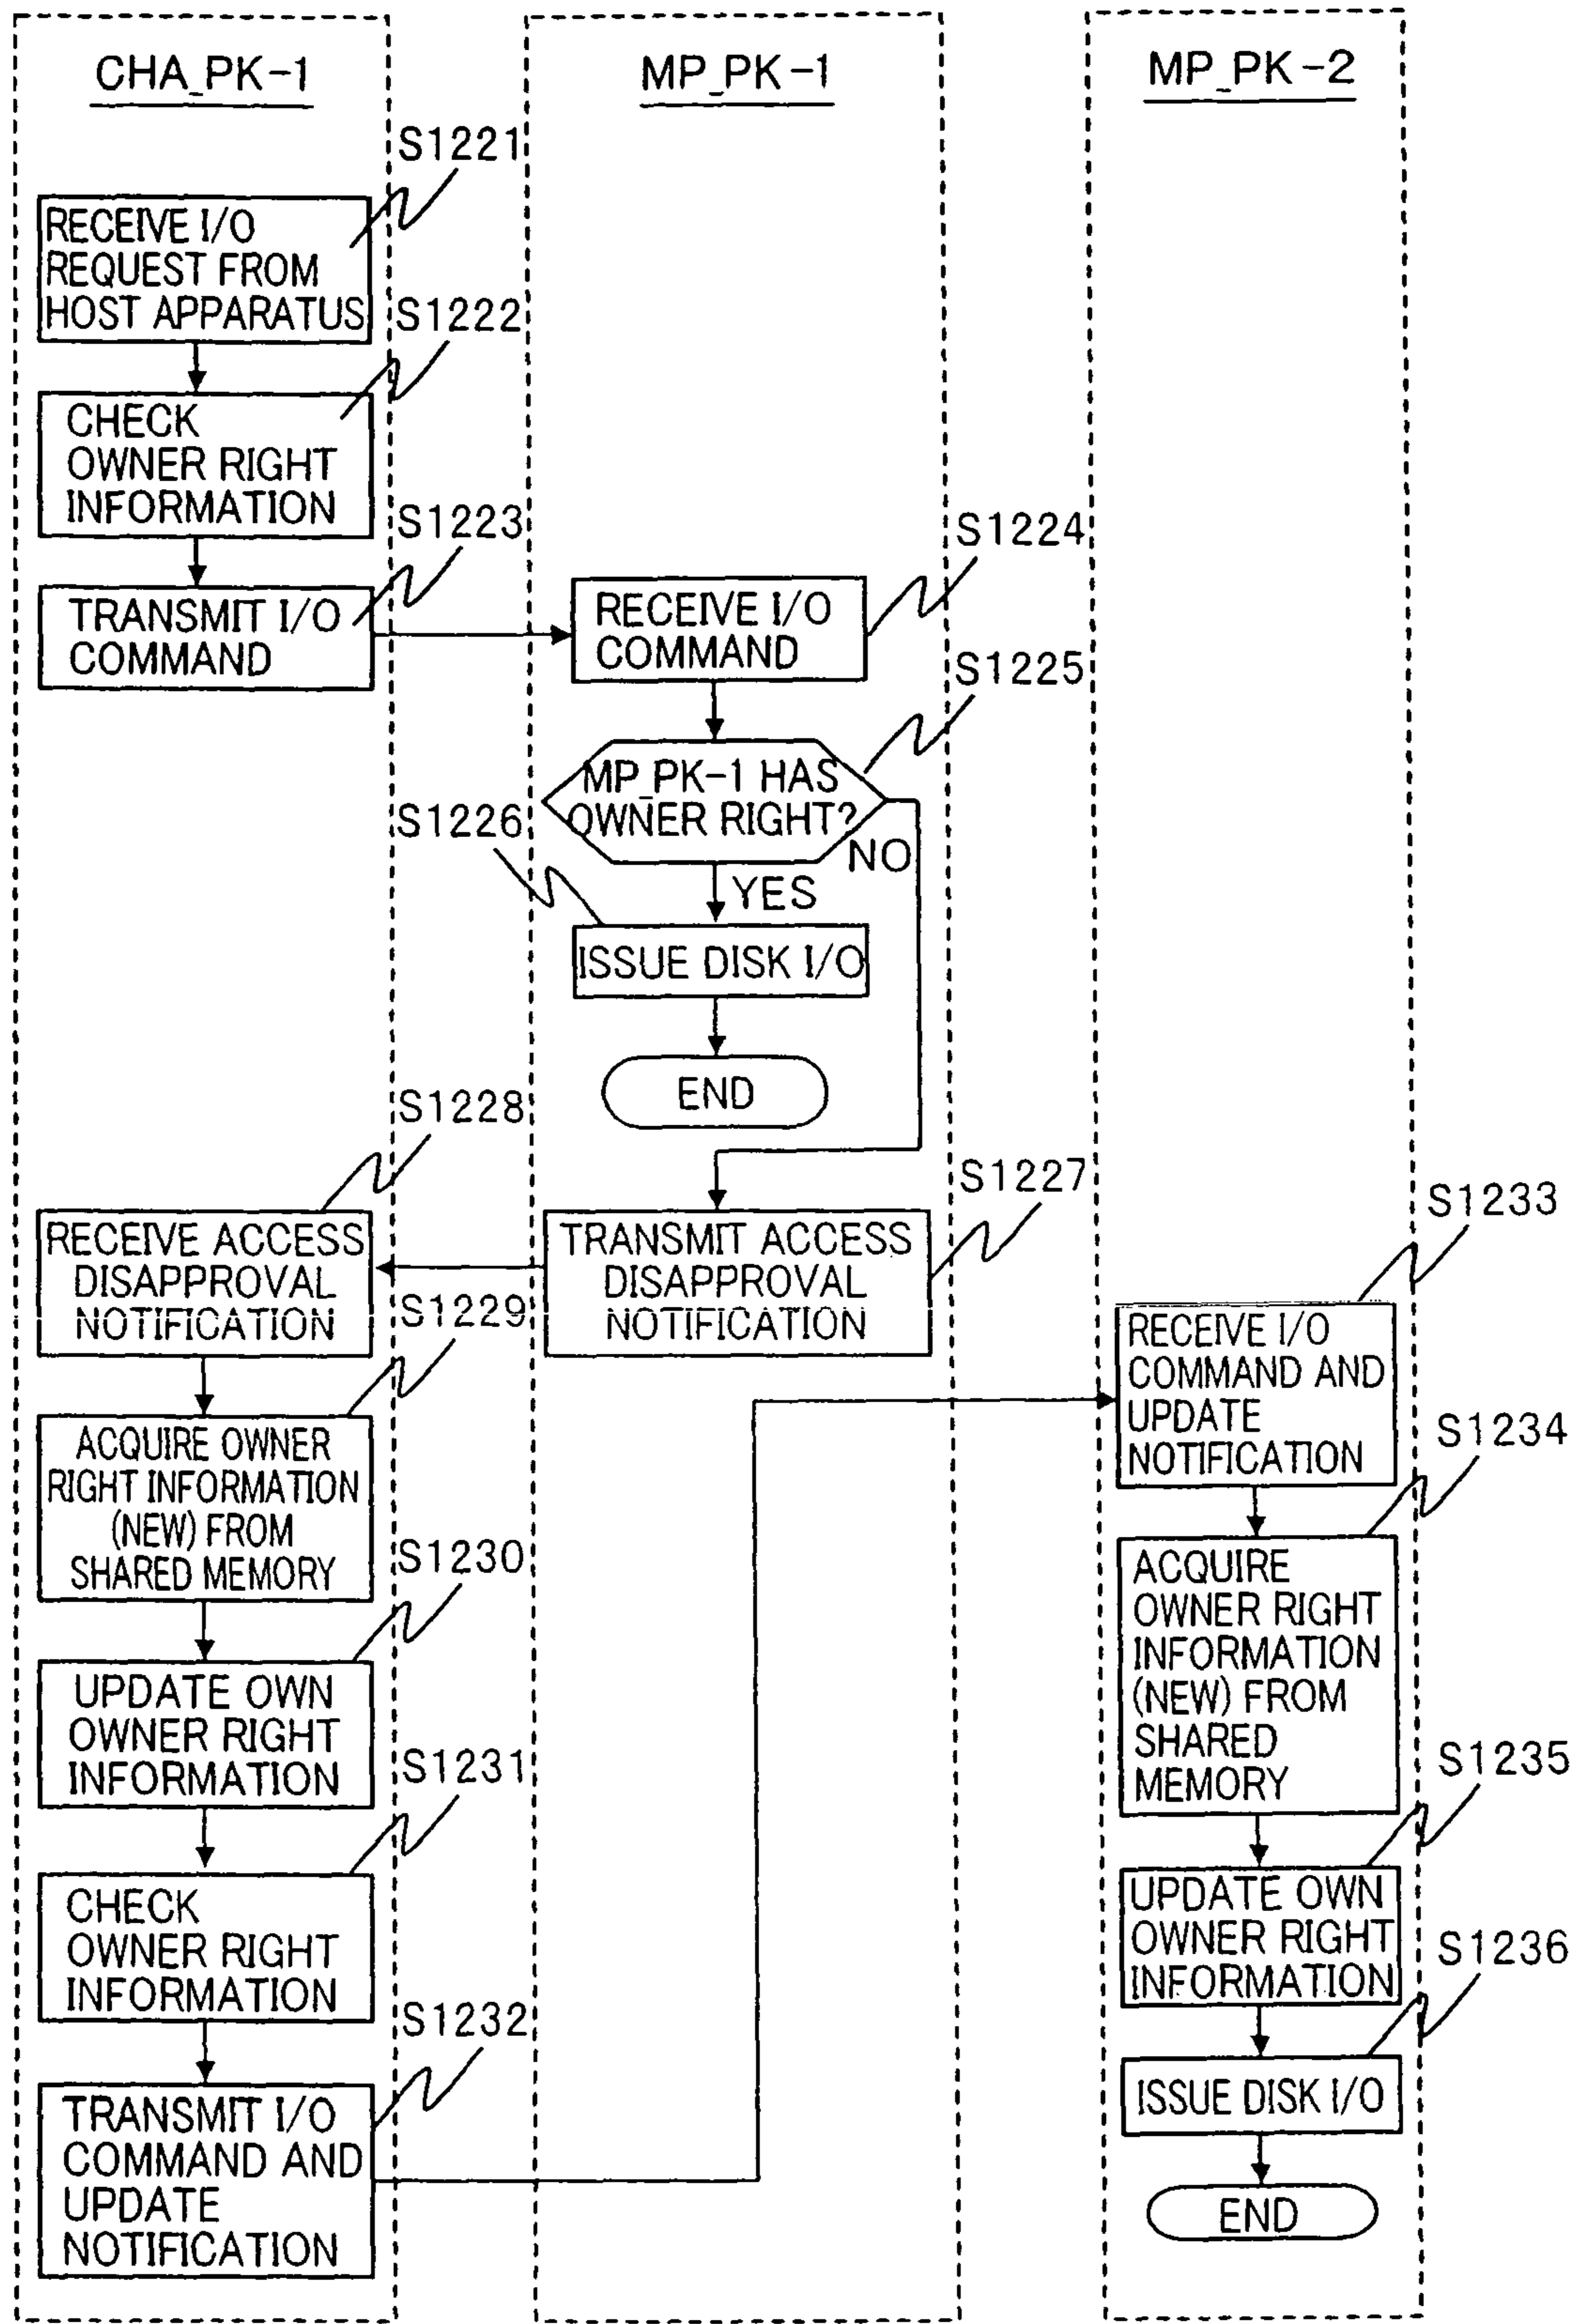 CHA_PK-1
MP_PK-1
MP_PK-2
S1221
RECEIVE I/O
REQUEST FROM
HOST APPARATUS
S1222
CHECK
OWNER RIGHT
INFORMATION
S1223
TRANSMIT I/O
COMMAND
S1224
RECEIVE I/O
COMMAND
S1225
MP_PK-1 HAS
OWNER RIGHT?
NO
YES
S1226
ISSUE DISK I/O
END
S1227
TRANSMIT ACCESS
DISAPPROVAL
NOTIFICATION
S1228
RECEIVE ACCESS
DISAPPROVAL
NOTIFICATION
S1229
ACQUIRE OWNER
RIGHT INFORMATION
(NEW) FROM
SHARED MEMORY
S1230
UPDATE OWN
OWNER RIGHT
INFORMATION
S1231
CHECK
OWNER RIGHT
INFORMATION
S1232
TRANSMIT I/O
COMMAND AND
UPDATE
NOTIFICATION
S1233
RECEIVE I/O
COMMAND AND
UPDATE
NOTIFICATION
S1234
ACQUIRE
OWNER RIGHT
INFORMATION
(NEW) FROM
SHARED
MEMORY
S1235
UPDATE OWN
OWNER RIGHT
INFORMATION
S1236
ISSUE DISK I/O
END